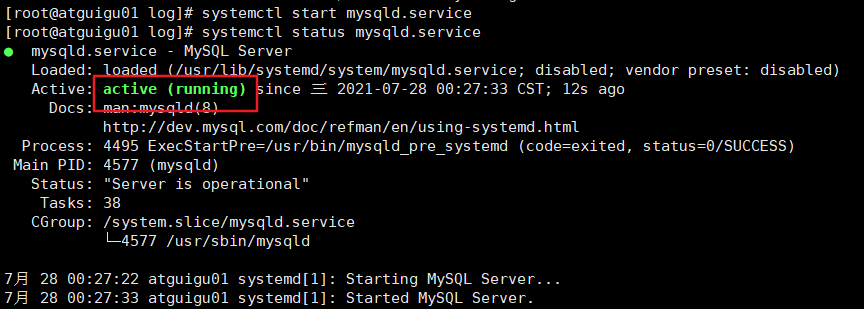 [root@atguigu01 log]# systemctl start mysqld.service
[root@atguigu01 log]# systemctl status mysqld.service
● mysqld.service - MySQL Server
Loaded: loaded (/usr/lib/systemd/system/mysqld.service; disabled; vendor preset: disabled)
Active: active (running) since 三 2021-07-28 00:27:33 CST; 12s ago
Docs: man:mysqld(8)
http://dev.mysql.com/doc/refman/en/using-systemd.html
Process: 4495 ExecStartPre=/usr/bin/mysqld_pre_systemd (code=exited, status=0/SUCCESS)
Main PID: 4577 (mysqld)
Status: "Server is operational"
Tasks: 38
CGroup: /system.slice/mysqld.service
└─4577 /usr/sbin/mysqld
7月 28 00:27:22 atguigu01 systemd[1]: Starting MySQL Server...
7月 28 00:27:33 atguigu01 systemd[1]: Started MySQL Server.